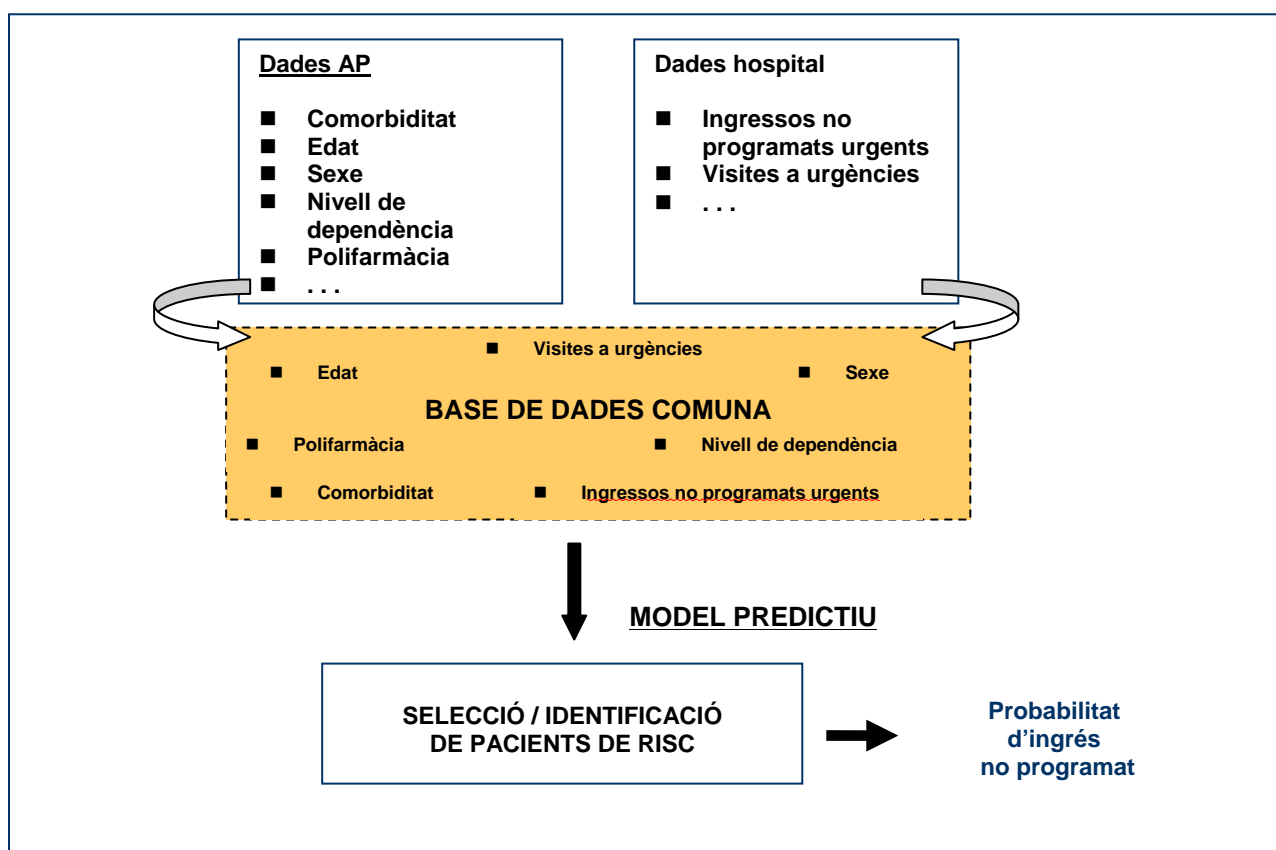 Dades AP
■ Comorbiditat
■ Edat
■ Sexe
■ Nivell de
dependència
■ Polifarmàcia
■ . . .
Dades hospital
■ Ingressos no
programats urgents
■ Visites a urgències
■ . . .
■ Visites a urgències
■ Edat
■ Sexe
BASE DE DADES COMUNA
■ Polifarmàcia
■ Nivell de dependència
■ Comorbiditat
■ Ingressos no programats urgents
MODEL PREDICTIU
SELECCIÓ / IDENTIFICACIÓ
DE PACIENTS DE RISC
Probabilitat
d’ingrés
no programat